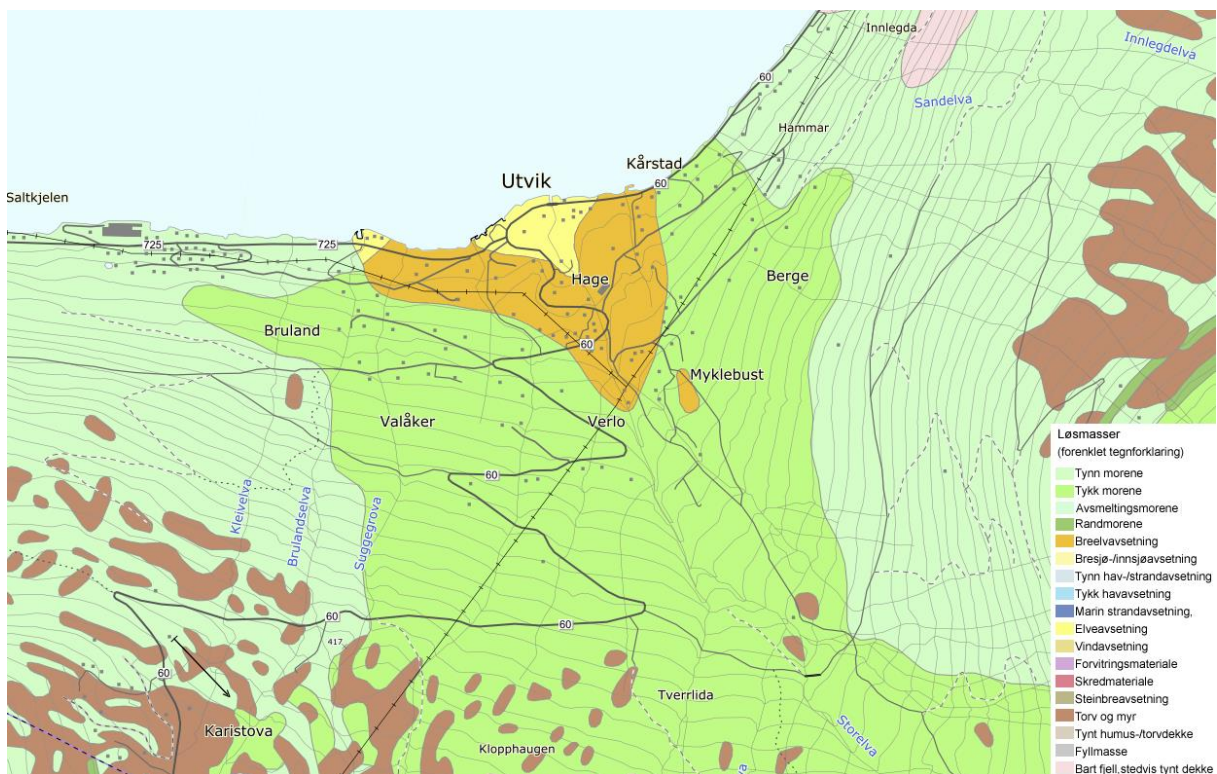 Innlegda
Innlegdelva
60
Sandelva
Hammar
Kårstad
Utvik
60
Saltkjelen
725
725
Hage
Berge
Bruland
60
Myklebust
Valåker
Verlo
60
Kleivelva
Brulandselva
Suggegrova
60
60
417
60
Tverrlida
Storelva
Karistova
Klopphaugen
Løsmasser
(forenklet tegnforklaring)
Tynn morene
Tykk morene
Avsmeltingsmorene
Randmorene
Breelvavsetning
Bresjø-/innsjøavsetning
Tynn hav-/strandavsetning
Tykk havavsetning
Marin strandavsetning,
Elveavsetning
Vindavsetning
Forvitringsmateriale
Skredmateriale
Steinbreavsetning
Torv og myr
Tynt humus-/torvdekke
Fyllmasse
Bart fjell,stedvis tynt dekke